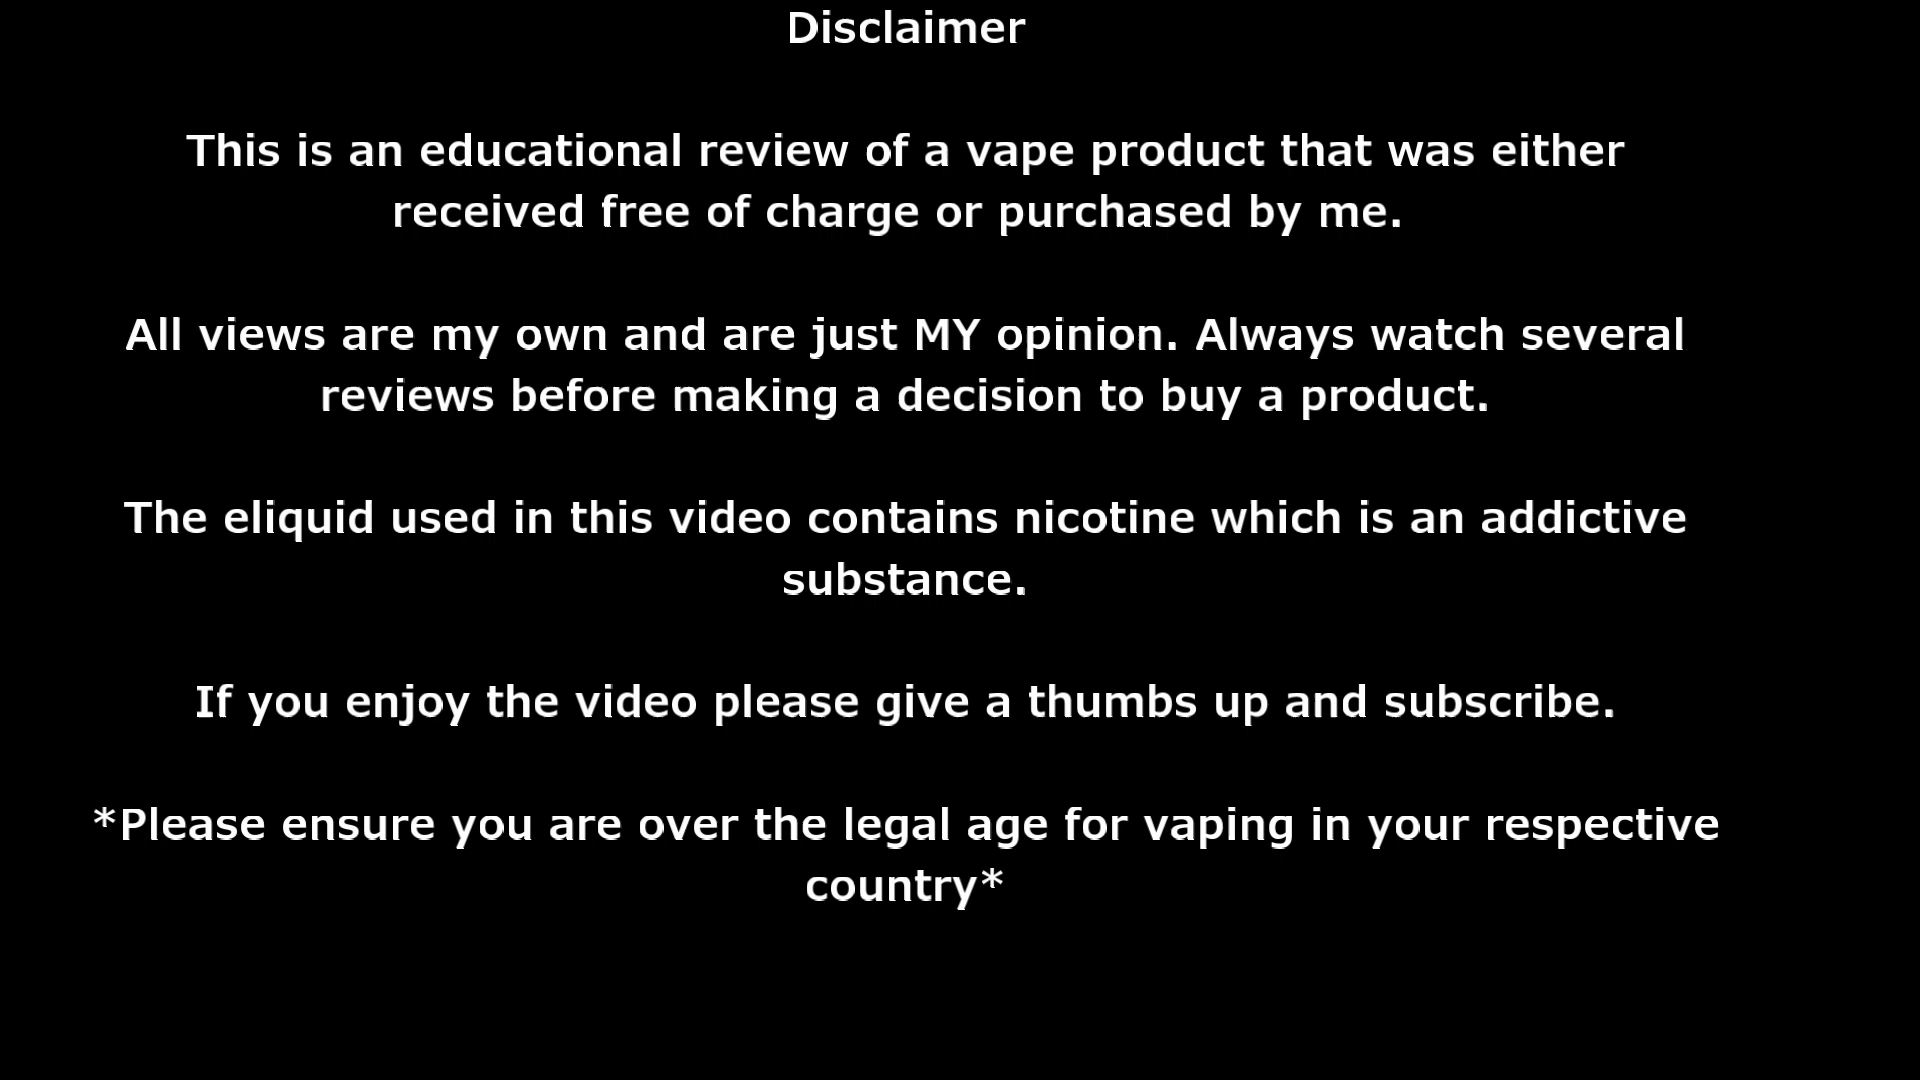 Disclaimer
This is an educational review of a vape product that was either
received free of charge or purchased by me.
All views are my own and are just MY opinion. Always watch several
reviews before making a decision to buy a product.
The eliquid used in this video contains nicotine which is an addictive
substance.
If you enjoy the video please give a thumbs up and subscribe.
*Please ensure you are over the legal age for vaping in your respective
country*